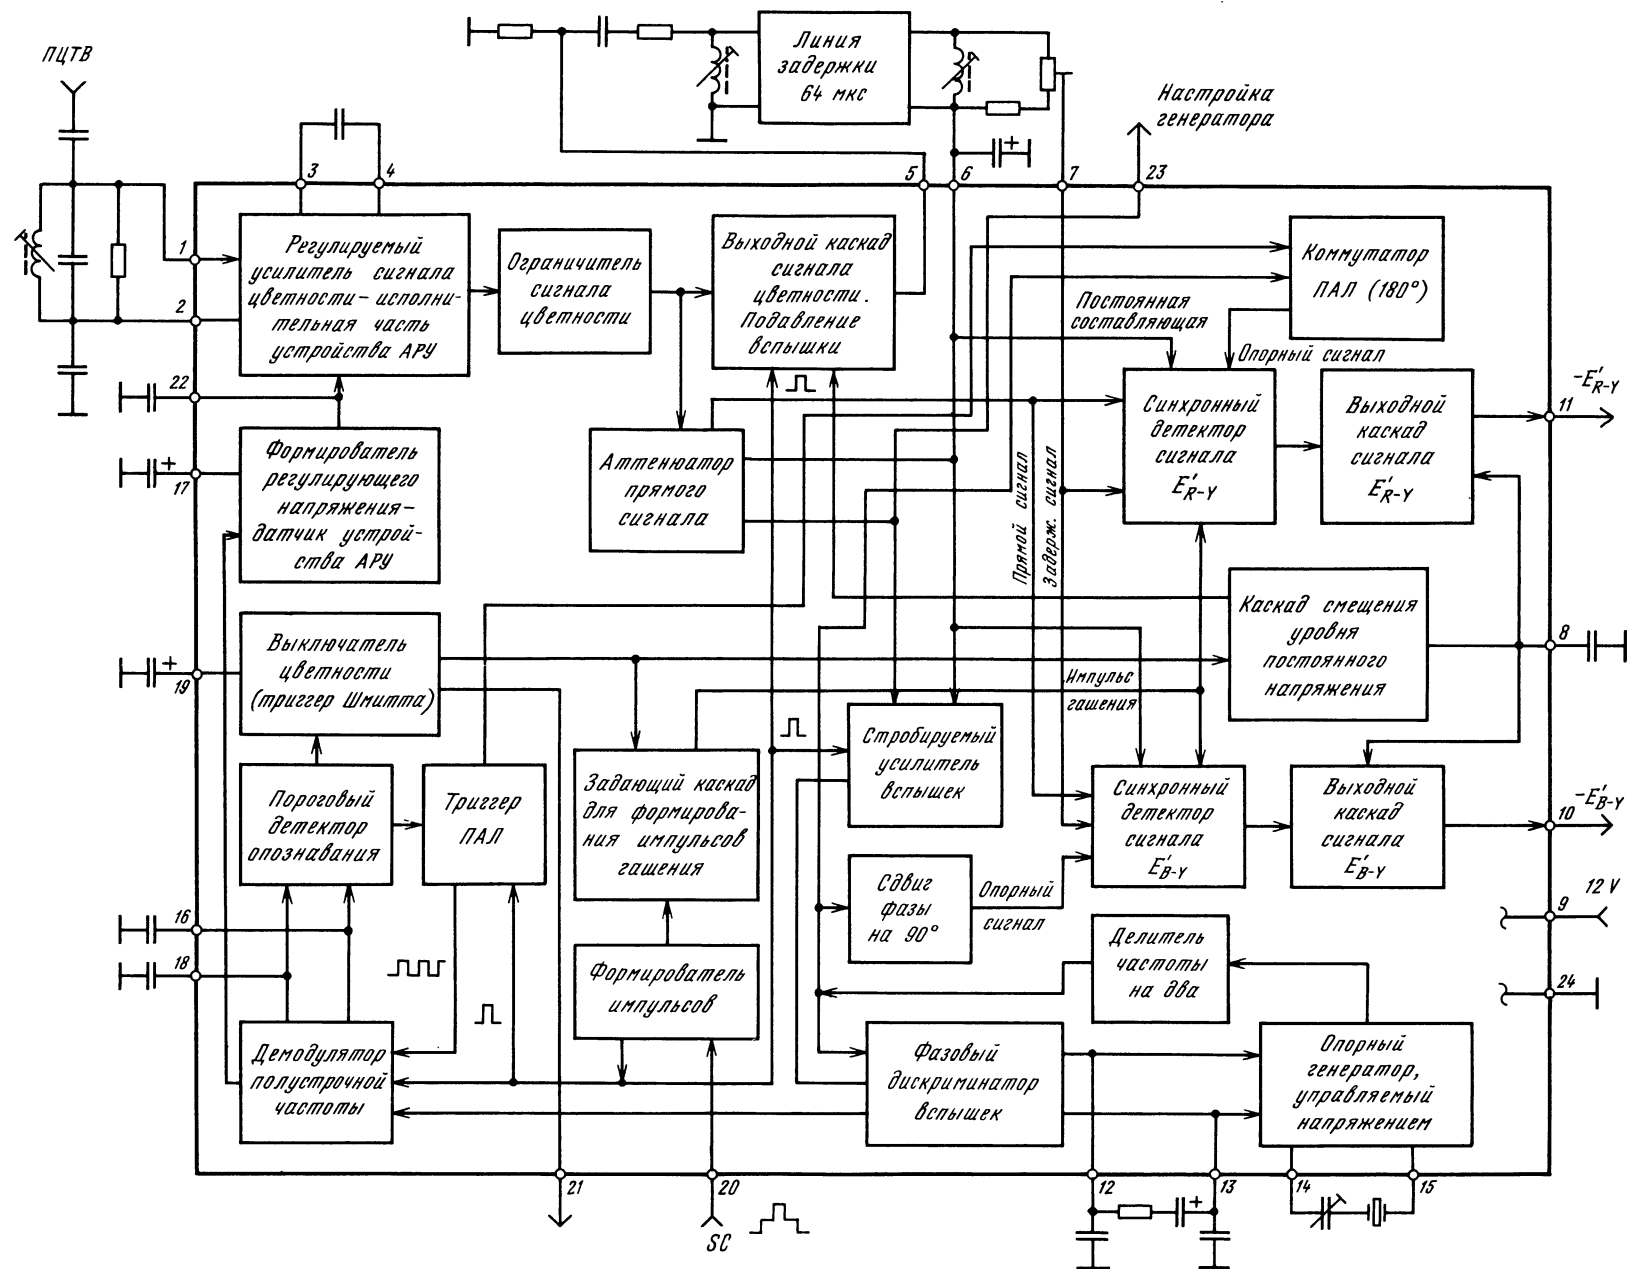 ПЦТВ
Линия
задержки
64 мкс
Настройка
генератора
3
4
5
6
7
23
1
2
Регулируемый
усилитель сигнала
цветности-исполни-
тельная часть
устройства АРУ
Ограничитель
сигнала
цветности
Выходной каскад
сигнала
цветности.
Подавление
вспышки
Коммутатор
ПАЛ (180°)
Постоянная
составляющая
Опорный сигнал
22
17
Формирователь
регулирующего
напряжения-
датчик устрой-
ства АРУ
Аттенюатор
прямого
сигнала
Прямой сигнал
Задерж. сигнал
Синхронный
детектор
сигнала
E'R-Y
Выходной
каскад
сигнала
E'R-Y
-E'R-Y
11
19
Выключатель
цветности
(триггер Шмитта)
Каскад смещения
уровня
постоянного
напряжения
8
Импульс
гашения
Пороговый
детектор
опознавания
Триггер
ПАЛ
Задающий каскад
для формирова-
ния импульсов
гашения
Стробируемый
усилитель
вспышек
Синхронный
детектор
сигнала
E'B-Y
Выходной
каскад
сигнала
E'B-Y
-E'B-Y
10
12 V
9
24
16
18
Сдвиг
фазы
на 90°
Опорный
сигнал
Делитель
частоты
на два
Формирователь
импульсов
Демодулятор
полустрочной
частоты
Фазовый
дискриминатор
вспышек
Опорный
генератор,
управляемый
напряжением
21
20
12
13
14
15
SC